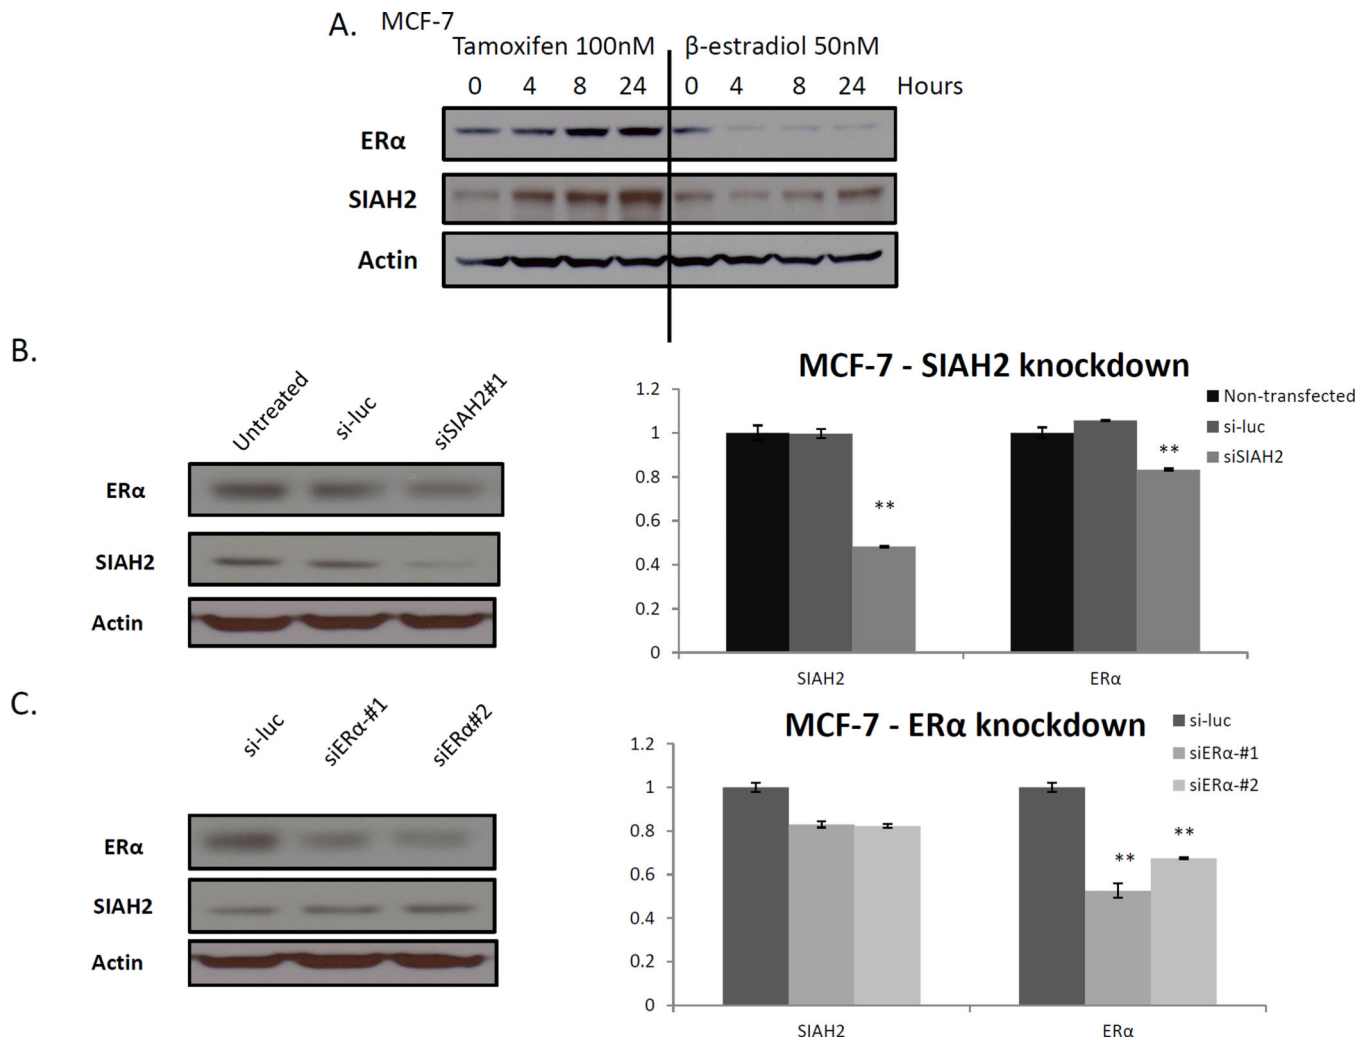 A. MCF-7
Tamoxifen 100nM β-estradiol 50nM
0 4 8 24 0 4 8 24 Hours
ERα
SIAH2
Actin
B.
Untreated si-luc siSIAH2#1
ERα
SIAH2
Actin
MCF-7 - SIAH2 knockdown
Non-transfected
si-luc
siSIAH2
1.2
1
0.8
0.6
0.4
0.2
0
**
**
SIAH2 ERα
C.
si-luc siERα-#1 siERα#2
ERα
SIAH2
Actin
MCF-7 - ERα knockdown
si-luc
siERα-#1
siERα-#2
1
0.8
0.6
0.4
0.2
0
**
**
SIAH2 ERα